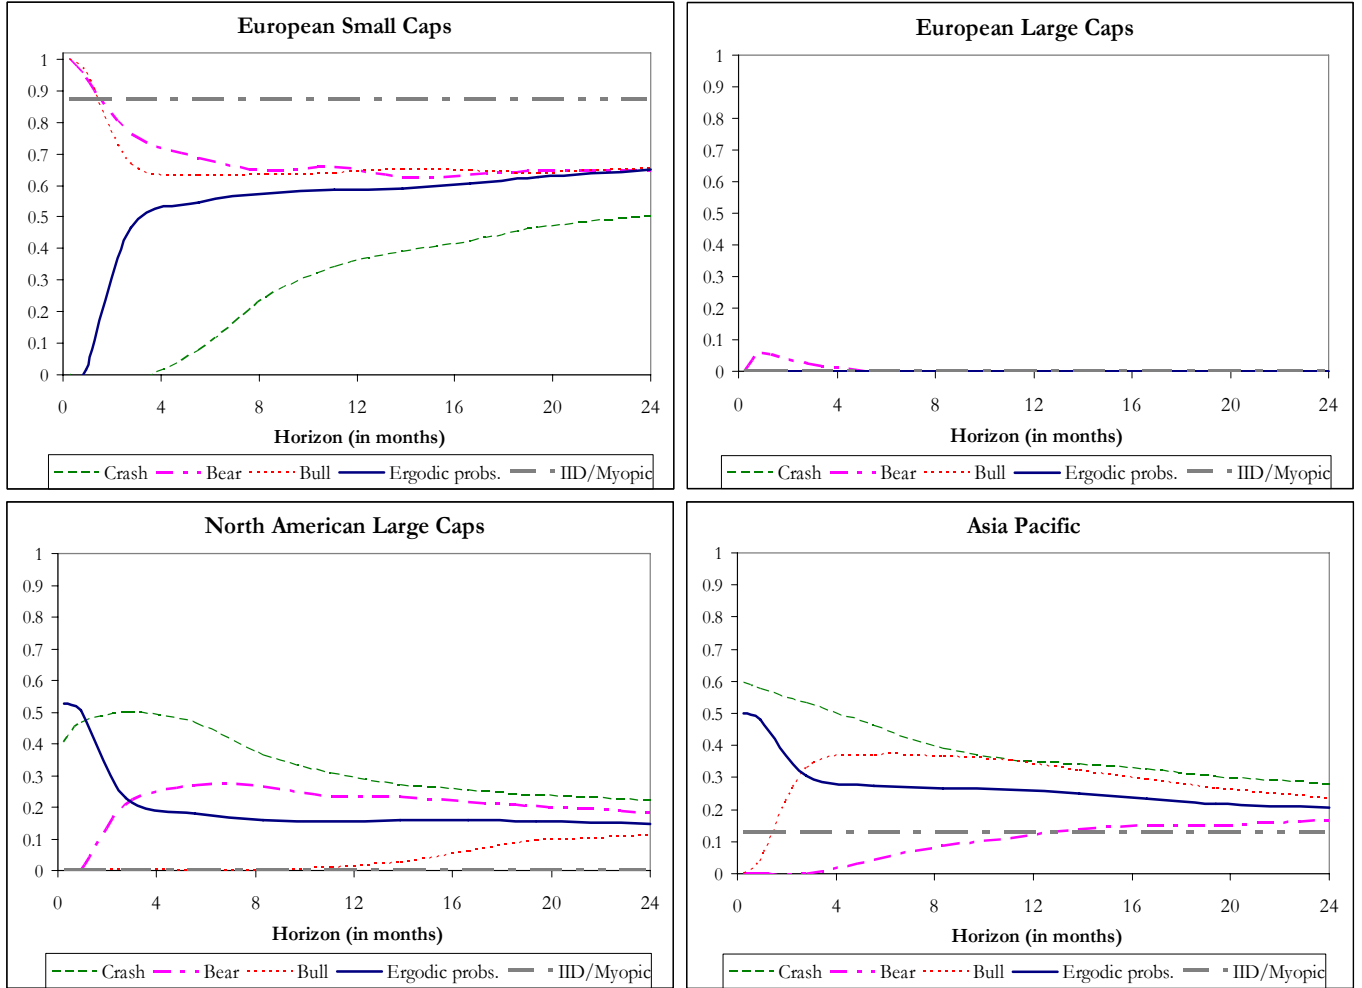 European Small Caps
1
0.9
0.8
0.7
0.6
0.5
0.4
0.3
0.2
0.1
0
0 4 8 12 16 20 24
Horizon (in months)
Crash Bear Bull Ergodic probs. IID/Myopic
European Large Caps
1
0.9
0.8
0.7
0.6
0.5
0.4
0.3
0.2
0.1
0
0 4 8 12 16 20 24
Horizon (in months)
Crash Bear Bull Ergodic probs. IID/Myopic
North American Large Caps
1
0.9
0.8
0.7
0.6
0.5
0.4
0.3
0.2
0.1
0
0 4 8 12 16 20 24
Horizon (in months)
Crash Bear Bull Ergodic probs. IID/Myopic
Asia Pacific
1
0.9
0.8
0.7
0.6
0.5
0.4
0.3
0.2
0.1
0
0 4 8 12 16 20 24
Horizon (in months)
Crash Bear Bull Ergodic probs. IID/Myopic